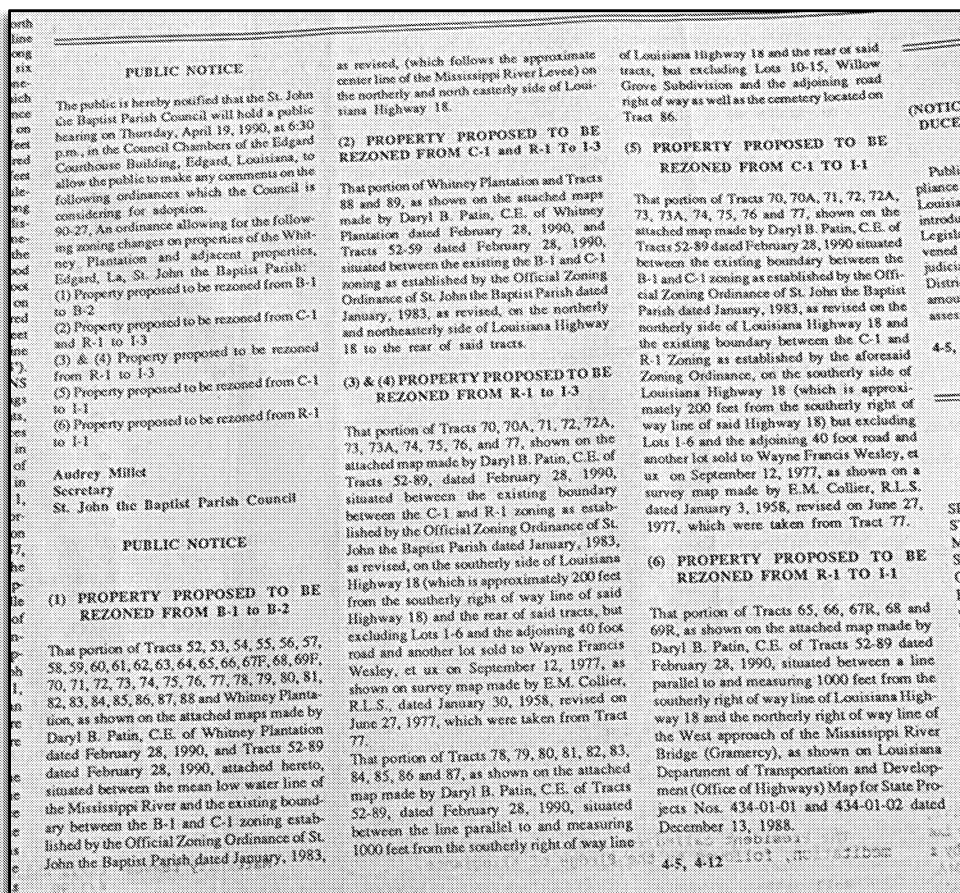 PUBLIC NOTICE
The public is hereby notified that the St. John
the Baptist Parish Council will hold a public
hearing on Thursday, April 19, 1990, at 6:30
p.m., in the Council Chambers of the Edgard
Courthouse Building, Edgard, Louisiana, to
allow the public to make any comments on the
following ordinances which the Council is
considering for adoption.
90-27, An ordinance allowing for the follow-
ing zoning changes on properties of the Whit-
ney Plantation and adjacent properties,
Edgard, La, St. John the Baptist Parish:
(1) Property proposed to be rezoned from B-1
to B-2
(2) Property proposed to be rezoned from C-1
and R-1 to I-3
(3) & (4) Property proposed to be rezoned
from R-1 to I-3
(5) Property proposed to be rezoned from C-1
to I-1
(6) Property proposed to be rezoned from R-1
to I-1
Audrey Millet
Secretary
St. John the Baptist Parish Council
PUBLIC NOTICE
(1) PROPERTY PROPOSED TO BE
REZONED FROM B-1 to B-2
That portion of Tracts 52, 53, 54, 55, 56, 57,
58, 59, 60, 61, 62, 63, 64, 65, 66, 67F, 68, 69F,
70, 71, 72, 73, 74, 75, 76, 77, 78, 79, 80, 81,
82, 83, 84, 85, 86, 87, 88 and Whitney Planta-
tion, as shown on the attached maps made by
Daryl B. Patin, C.E. of Whitney Plantation
dated February 28, 1990, and Tracts 52-89
dated February 28, 1990, attached hereto,
situated between the mean low water line of
the Mississippi River and the existing bound-
ary between the B-1 and C-1 zoning estab-
lished by the Official Zoning Ordinance of St.
John the Baptist Parish dated January, 1983,
as revised, (which follows the approximate
center line of the Mississippi River Levee) on
the northerly and north easterly side of Loui-
siana Highway 18.
(2) PROPERTY PROPOSED TO BE
REZONED FROM C-1 and R-1 To I-3
That portion of Whitney Plantation and Tracts
88 and 89, as shown on the attached maps
made by Daryl B. Patin, C.E. of Whitney
Plantation dated February 28, 1990, and
Tracts 52-59 dated February 28, 1990,
situated between the existing the B-1 and C-1
zoning as established by the Official Zoning
Ordinance of St. John the Baptist Parish dated
January, 1983, as revised, on the northerly
and northeasterly side of Louisiana Highway
18 to the rear of said tracts.
(3) & (4) PROPERTY PROPOSED TO BE
REZONED FROM R-1 to I-3
That portion of Tracts 70, 70A, 71, 72, 72A,
73, 73A, 74, 75, 76, and 77, shown on the
attached map made by Daryl B. Patin, C.E. of
Tracts 52-89, dated February 28, 1990,
situated between the existing boundary
between the C-1 and R-1 zoning as estab-
lished by the Official Zoning Ordinance of St.
John the Baptist Parish dated January, 1983,
as revised, on the southerly side of Louisiana
Highway 18 (which is approximately 200 feet
from the southerly right of way line of said
Highway 18) and the rear of said tracts, but
excluding Lots 1-6 and the adjoining 40 foot
road and another lot sold to Wayne Francis
Wesley, et ux on September 12, 1977, as
shown on survey map made by E.M. Collier,
R.L.S., dated January 30, 1958, revised on
June 27, 1977, which were taken from Tract
77.
That portion of Tracts 78, 79, 80, 81, 82, 83,
84, 85, 86 and 87, as shown on the attached
map made by Daryl B. Patin, C.E. of Tracts
52-89, dated February 28, 1990, situated
between the line parallel to and measuring
1000 feet from the southerly right of way line
of Louisiana Highway 18 and the rear of said
tracts, but excluding Lots 10-15, Willow
Grove Subdivision and the adjoining road
right of way as well as the cemetery located on
Tract 86.
(5) PROPERTY PROPOSED TO BE
REZONED FROM C-1 TO I-1
That portion of Tracts 70, 70A, 71, 72, 72A,
73, 73A, 74, 75, 76 and 77, shown on the
attached map made by Daryl B. Patin, C.E. of
Tracts 52-89 dated February 28, 1990 situated
between the existing boundary between the
B-1 and C-1 zoning as established by the Offi-
cial Zoning Ordinance of St. John the Baptist
Parish dated January, 1983, as revised on the
northerly side of Louisiana Highway 18 and
the existing boundary between the C-1 and
R-1 Zoning as established by the aforesaid
Zoning Ordinance, on the southerly side of
Louisiana Highway 18 (which is approxi-
mately 200 feet from the southerly right of
way line of said Highway 18) but excluding
Lots 1-6 and the adjoining 40 foot road and
another lot sold to Wayne Francis Wesley, et
ux on September 12, 1977, as shown on a
survey map made by E.M. Collier, R.L.S.
dated January 3, 1958, revised on June 27,
1977, which were taken from Tract 77.
(6) PROPERTY PROPOSED TO BE
REZONED FROM R-1 TO I-1
That portion of Tracts 65, 66, 67R, 68 and
69R, as shown on the attached map made by
Daryl B. Patin, C.E. of Tracts 52-89 dated
February 28, 1990, situated between a line
parallel to and measuring 1000 feet from the
southerly right of way line of Louisiana High-
way 18 and the northerly right of way line of
the West approach of the Mississippi River
Bridge (Gramercy), as shown on Louisiana
Department of Transportation and Develop-
ment (Office of Highways) Map for State Pro-
jects Nos. 434-01-01 and 434-01-02 dated
December 13, 1988.
4-5, 4-12
(NOTIC
DUCE
Publi
pliance
Louisia
introdu
Legisl
vened
judicia
Distri
amou
asses
4-5,